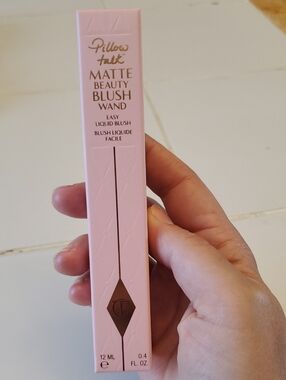 Pillow
talk
MATTE
BEAUTY
BLUSH
WAND
EASY
LIQUID BLUSH
BLUSH LIQUIDE
FACILE
12 ML 0.4
℮ FL. OZ